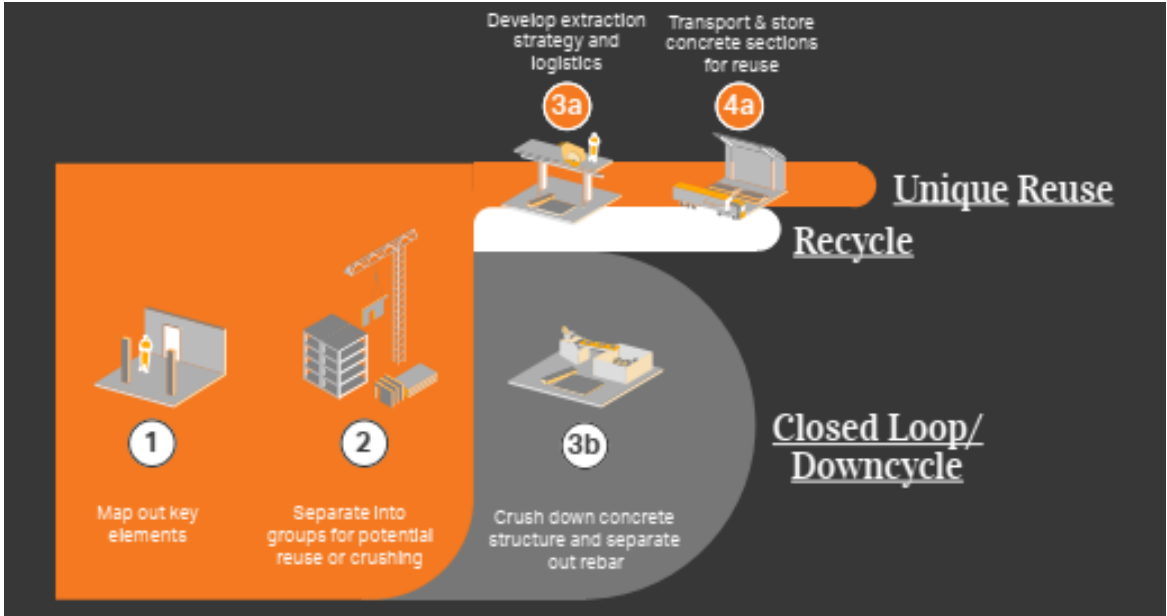 Develop extraction
strategy and
logistics
3a
Transport & store
concrete sections
for reuse
4a
Unique Reuse
Recycle
1
Map out key
elements
2
Separate into
groups for potential
reuse or crushing
3b
Crush down concrete
structure and separate
out rebar
Closed Loop/
Downcycle